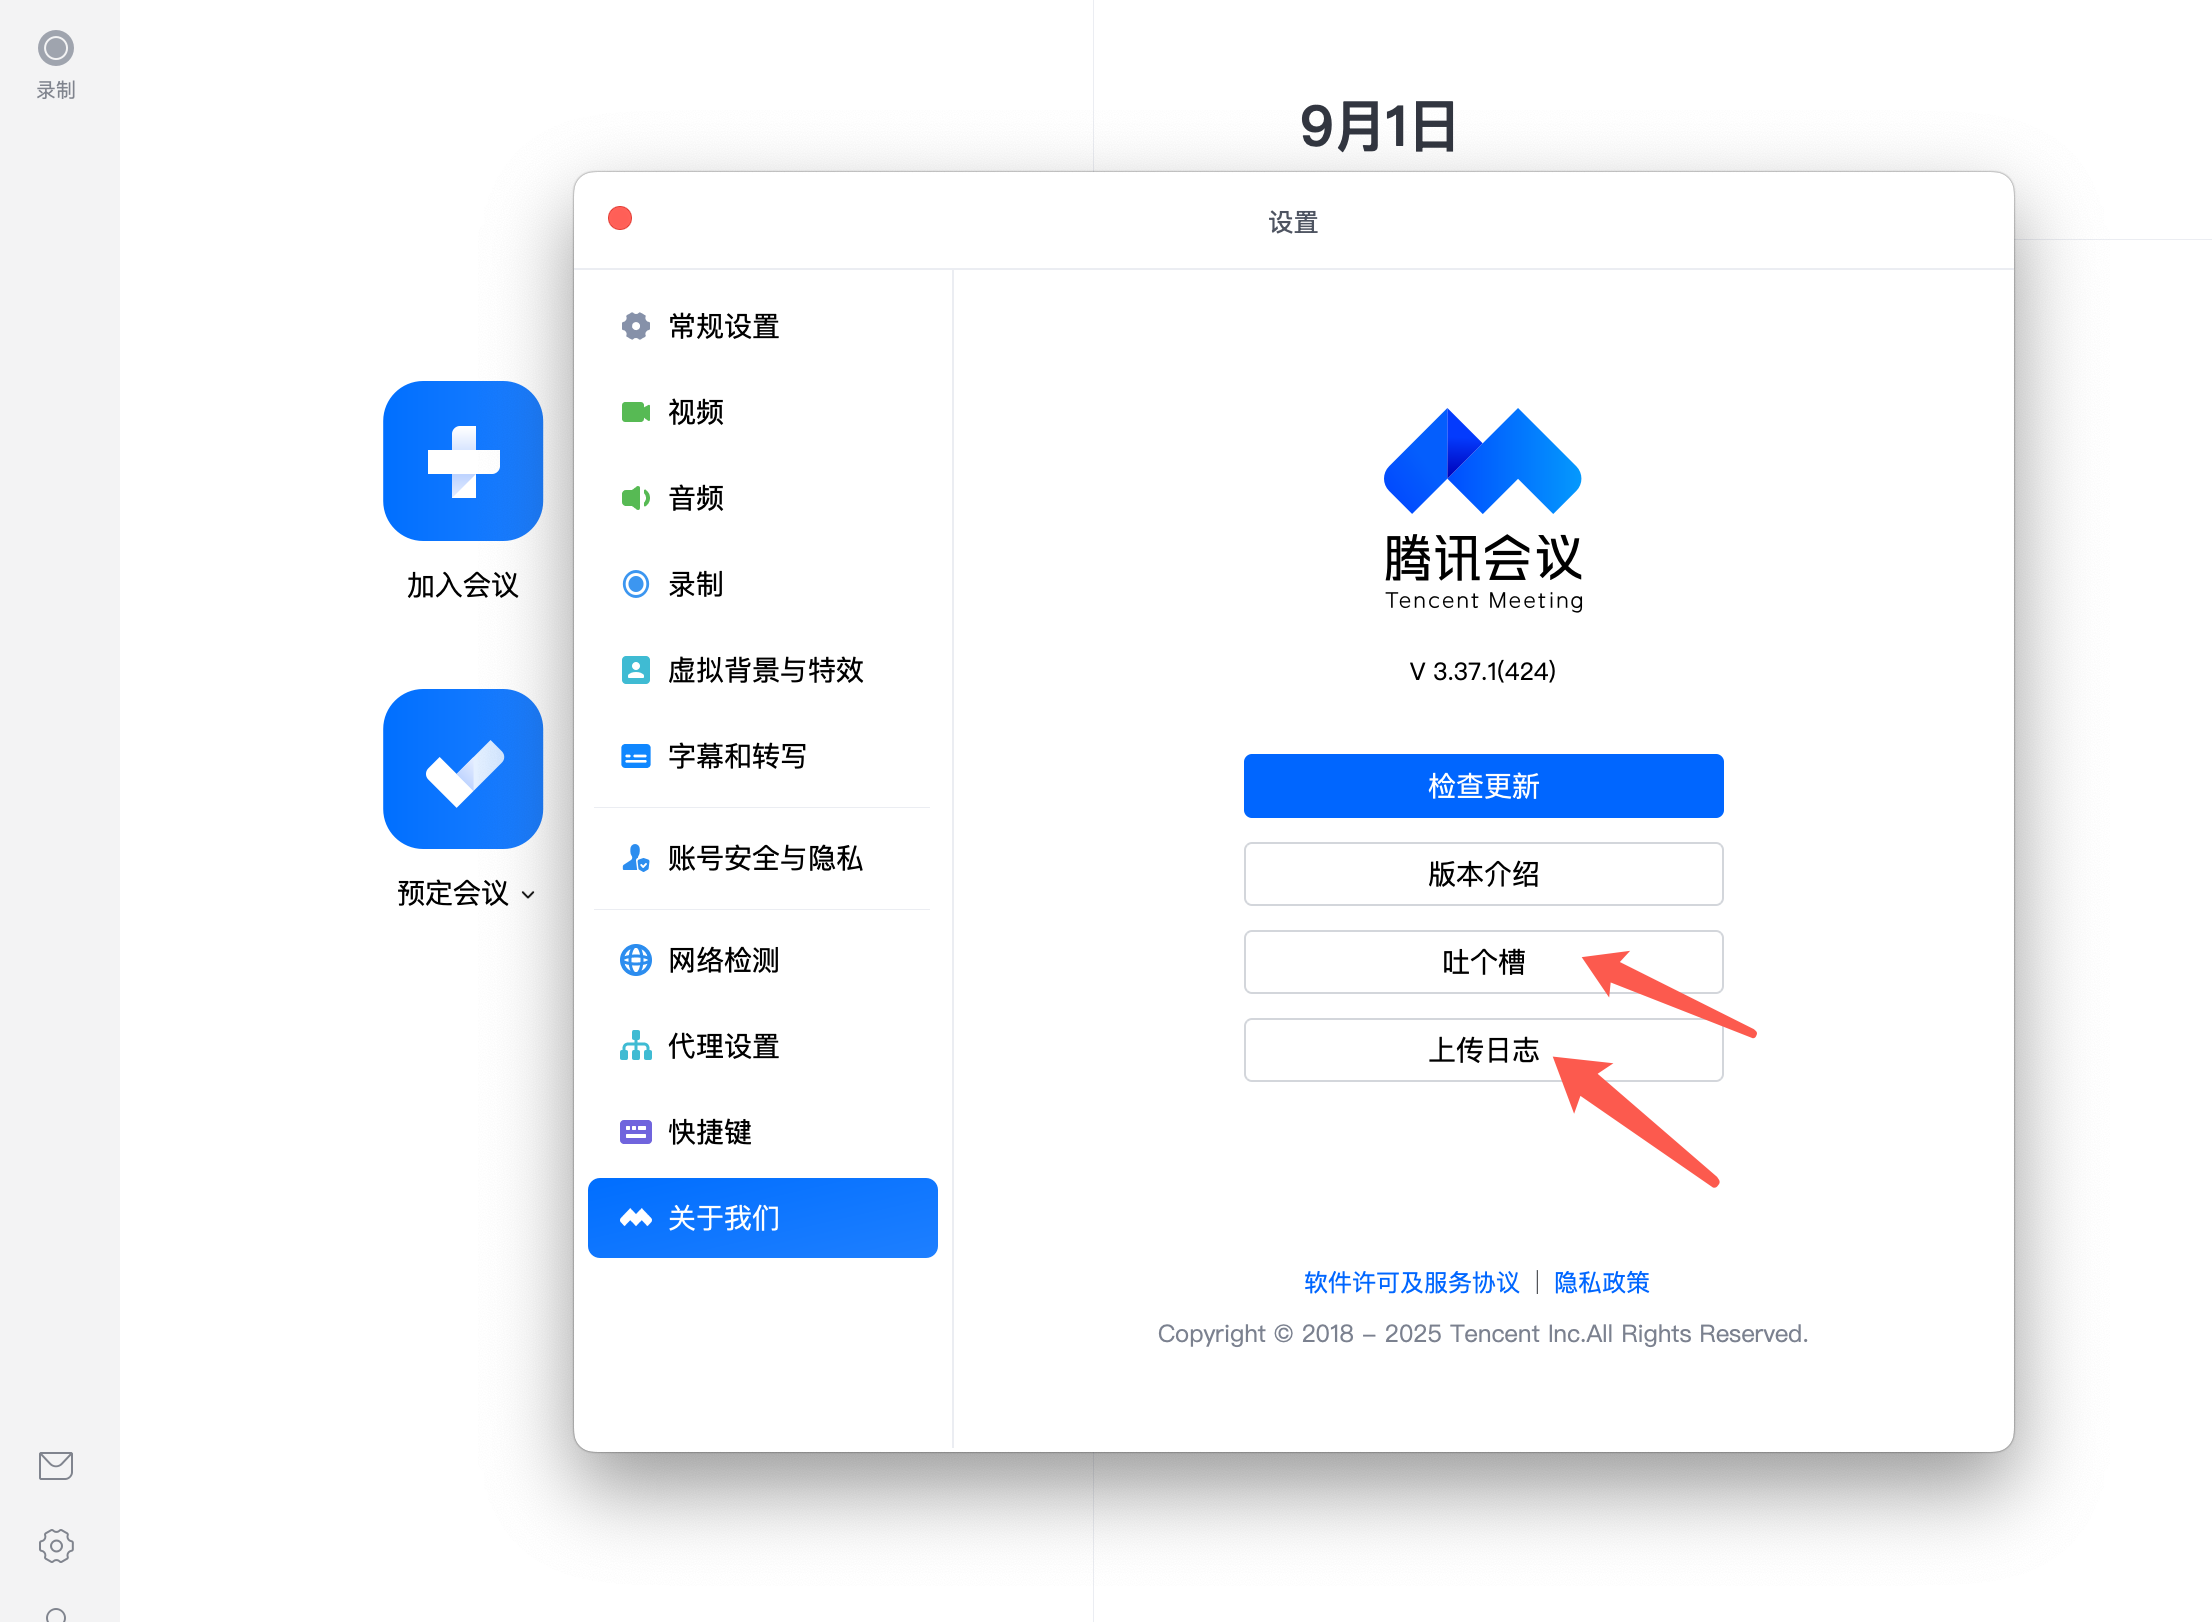 录制
9月1日
加入会议
预定会议
设置
常规设置
视频
音频
录制
虚拟背景与特效
字幕和转写
账号安全与隐私
网络检测
代理设置
快捷键
关于我们
腾讯会议
Tencent Meeting
V 3.37.1(424)
检查更新
版本介绍
吐个槽
上传日志
软件许可及服务协议 | 隐私政策
Copyright © 2018 – 2025 Tencent Inc.All Rights Reserved.